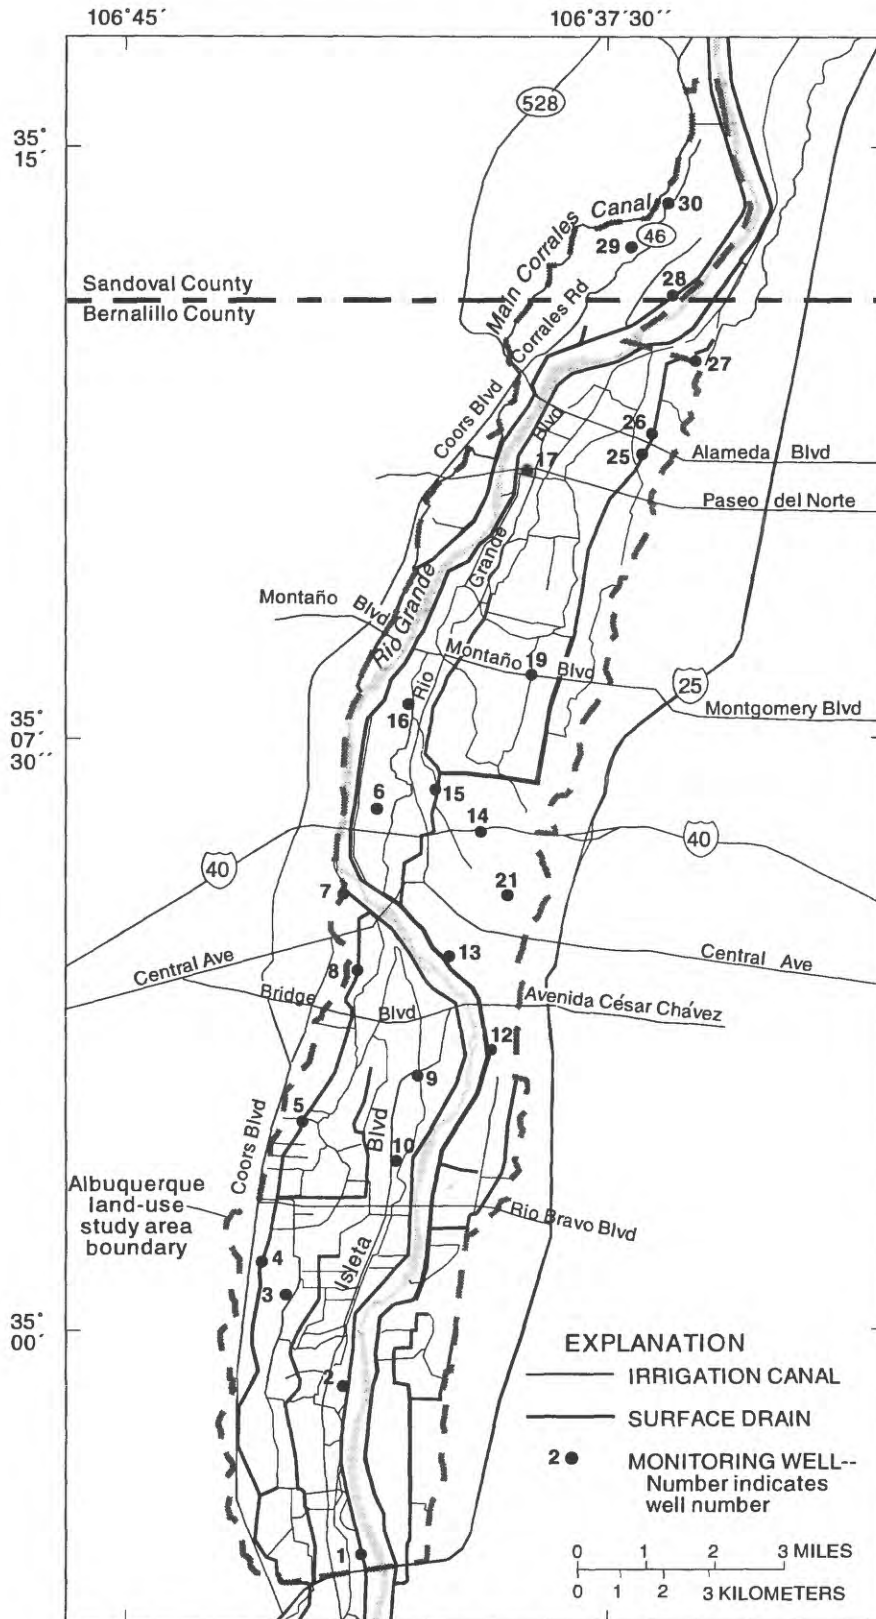 106°45´
106°37´30´´
35°
15´
528
Main Corrales Canal
30
46
29
Sandoval County
Bernalillo County
28
Corrales Rd
27
Coors Blvd
Blvd
26
Alameda Blvd
25
17
Paseo del Norte
Grande
Montaño Blvd
Rio Grande
Montaño Blvd
19
25
Rio
Montgomery Blvd
35°
07´
30´´
16
6
15
14
40
40
21
7
13
Central Ave
Central Ave
8
Bridge Blvd
Avenida César Chávez
12
9
5
Coors Blvd
Blvd
10
Albuquerque
land-use
study area
boundary
Rio Bravo Blvd
4
Isleta
3
35°
00´
2
1
EXPLANATION
IRRIGATION CANAL
SURFACE DRAIN
2 MONITORING WELL--
Number indicates
well number
0 1 2 3 MILES
0 1 2 3 KILOMETERS